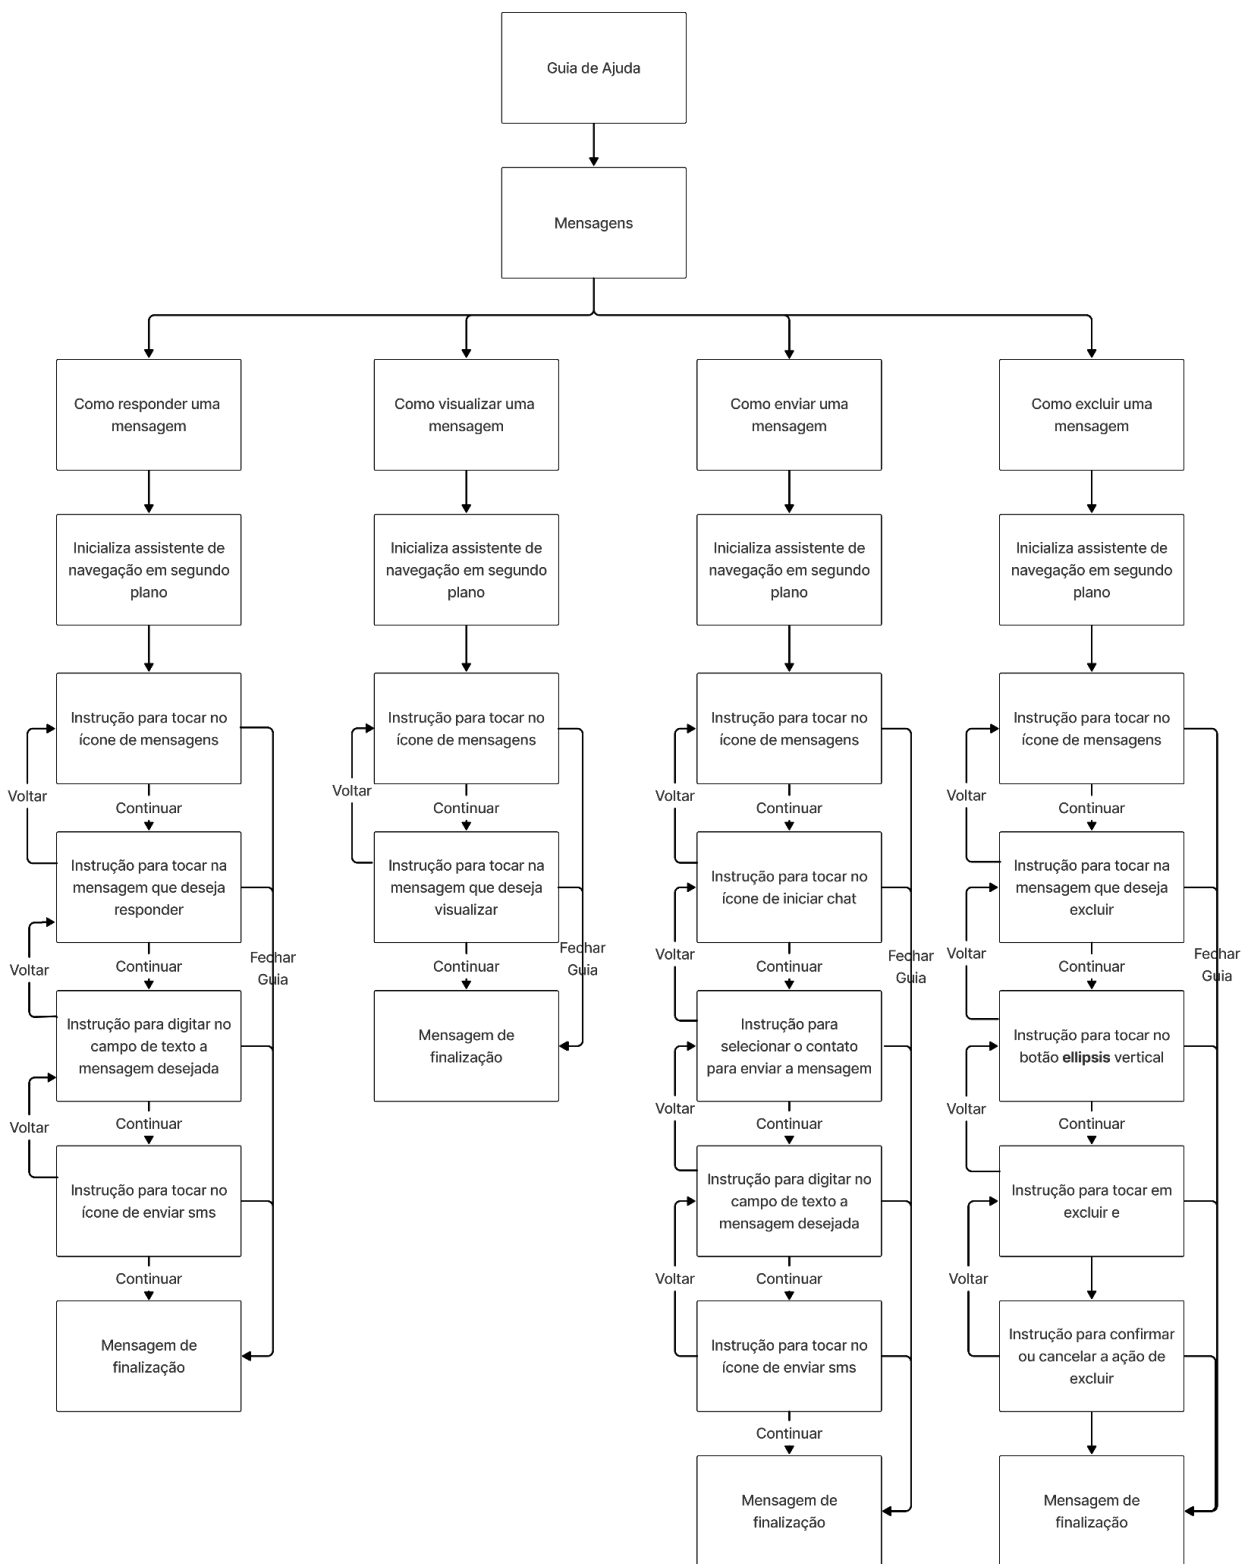 Guia de Ajuda
Mensagens
Como responder uma
mensagem
Como visualizar uma
mensagem
Como enviar uma
mensagem
Como excluir uma
mensagem
Inicializa assistente de
navegação em segundo
plano
Inicializa assistente de
navegação em segundo
plano
Inicializa assistente de
navegação em segundo
plano
Inicializa assistente de
navegação em segundo
plano
Instrução para tocar no
ícone de mensagens
Instrução para tocar no
ícone de mensagens
Instrução para tocar no
ícone de mensagens
Instrução para tocar no
ícone de mensagens
Voltar
Continuar
Voltar
Continuar
Voltar
Continuar
Voltar
Continuar
Instrução para tocar na
mensagem que deseja
responder
Instrução para tocar na
mensagem que deseja
visualizar
Instrução para tocar no
ícone de iniciar chat
Instrução para tocar na
mensagem que deseja
excluir
Voltar
Continuar
Fechar
Guia
Continuar
Fechar
Guia
Voltar
Continuar
Fechar
Guia
Voltar
Continuar
Fechar
Guia
Instrução para digitar no
campo de texto a
mensagem desejada
Mensagem de
finalização
Instrução para
selecionar o contato
para enviar a mensagem
Instrução para tocar no
botão ellipsis vertical
Voltar
Continuar
Voltar
Continuar
Voltar
Continuar
Instrução para tocar no
ícone de enviar sms
Instrução para digitar no
campo de texto a
mensagem desejada
Instrução para tocar em
excluir e
Continuar
Voltar
Continuar
Voltar
Mensagem de
finalização
Instrução para tocar no
ícone de enviar sms
Instrução para confirmar
ou cancelar a ação de
excluir
Continuar
Mensagem de
finalização
Mensagem de
finalização